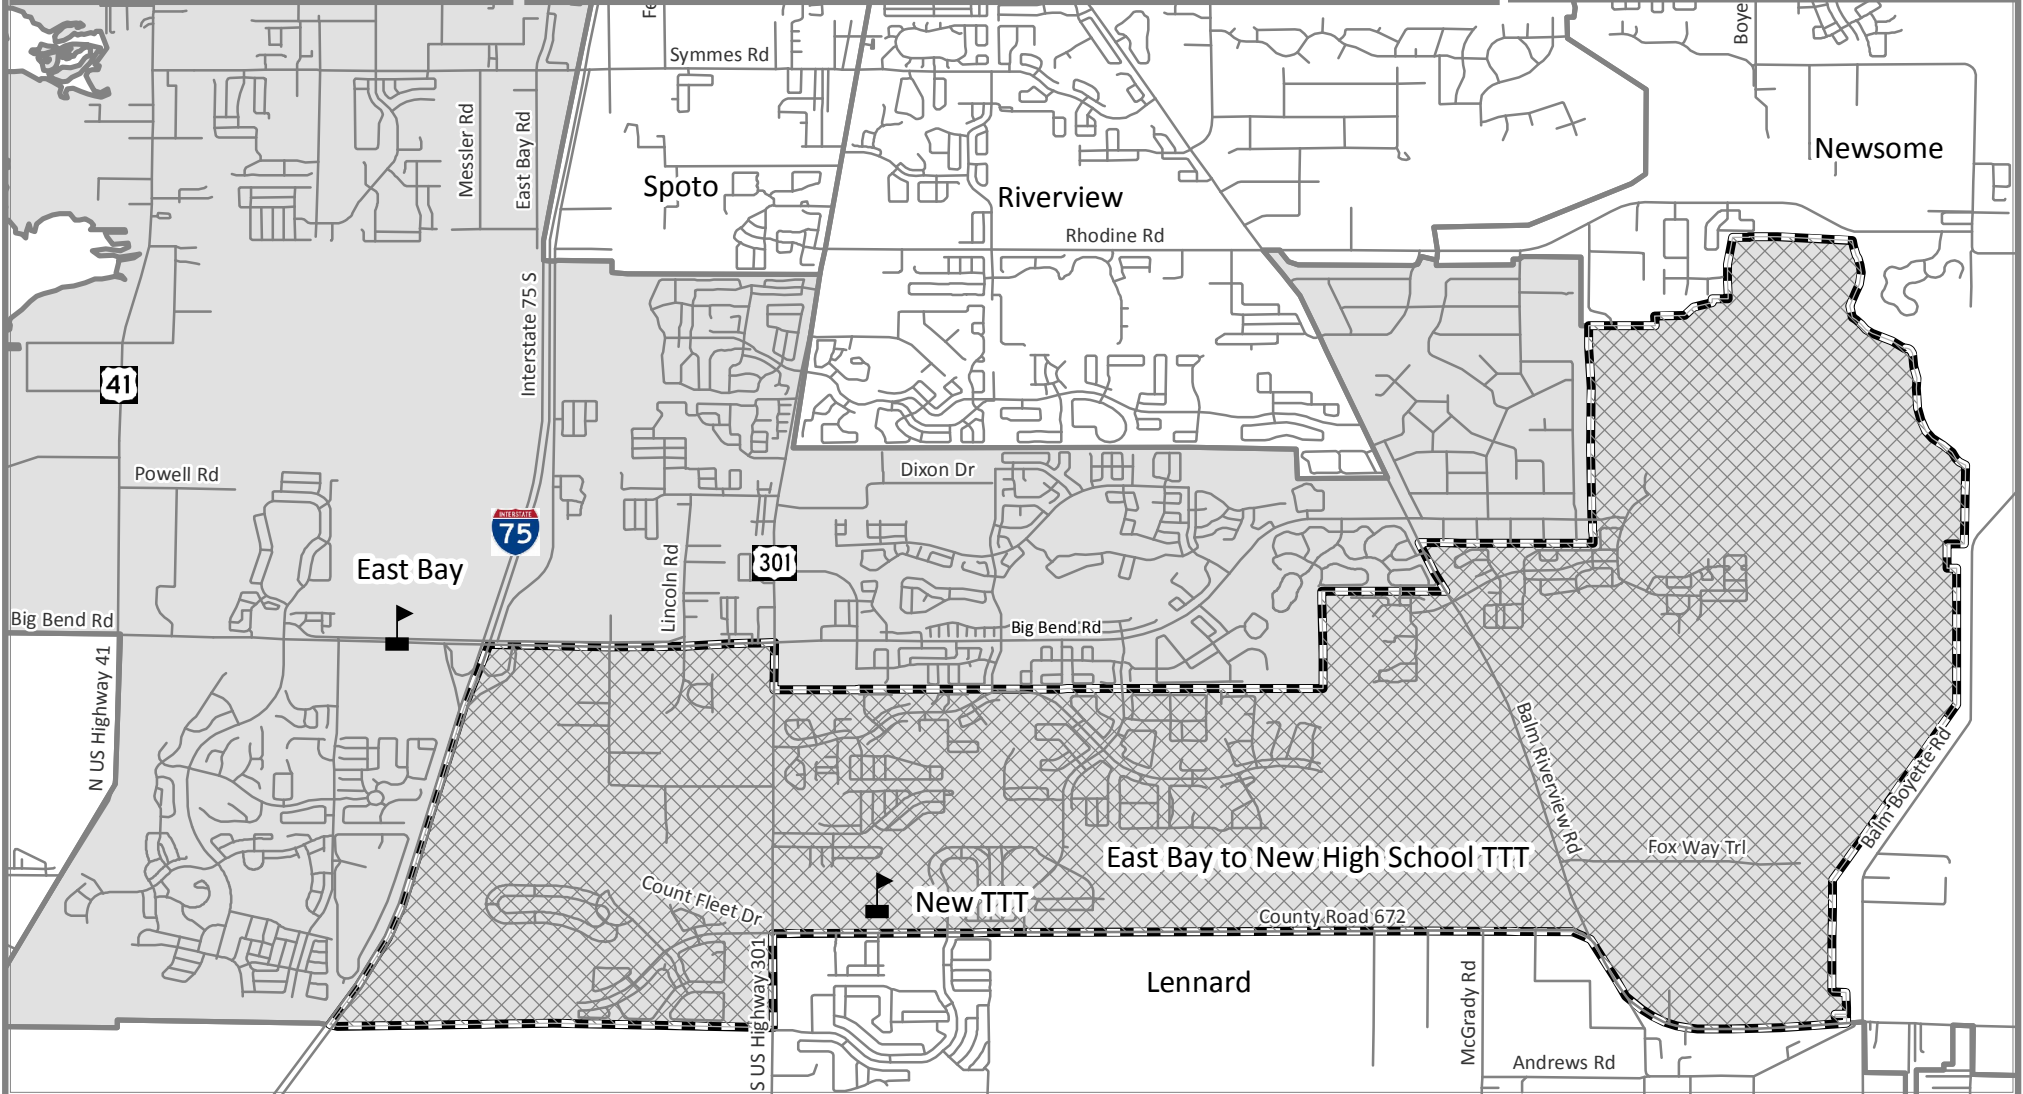 Fe
Boye
Symmes Rd
Messler Rd
East Bay Rd
Newsome
Spoto
Riverview
Rhodine Rd
Interstate 75 S
41
Powell Rd
Dixon Dr
INTERSTATE
75
East Bay
Lincoln Rd
301
Big Bend Rd
Big Bend Rd
N US Highway 41
Balm Riverview Rd
Balm Boyette Rd
East Bay to New High School TTT
Fox Way Trl
Count Fleet Dr
New TTT
County Road 672
S US Highway 301
Lennard
McGrady Rd
Andrews Rd